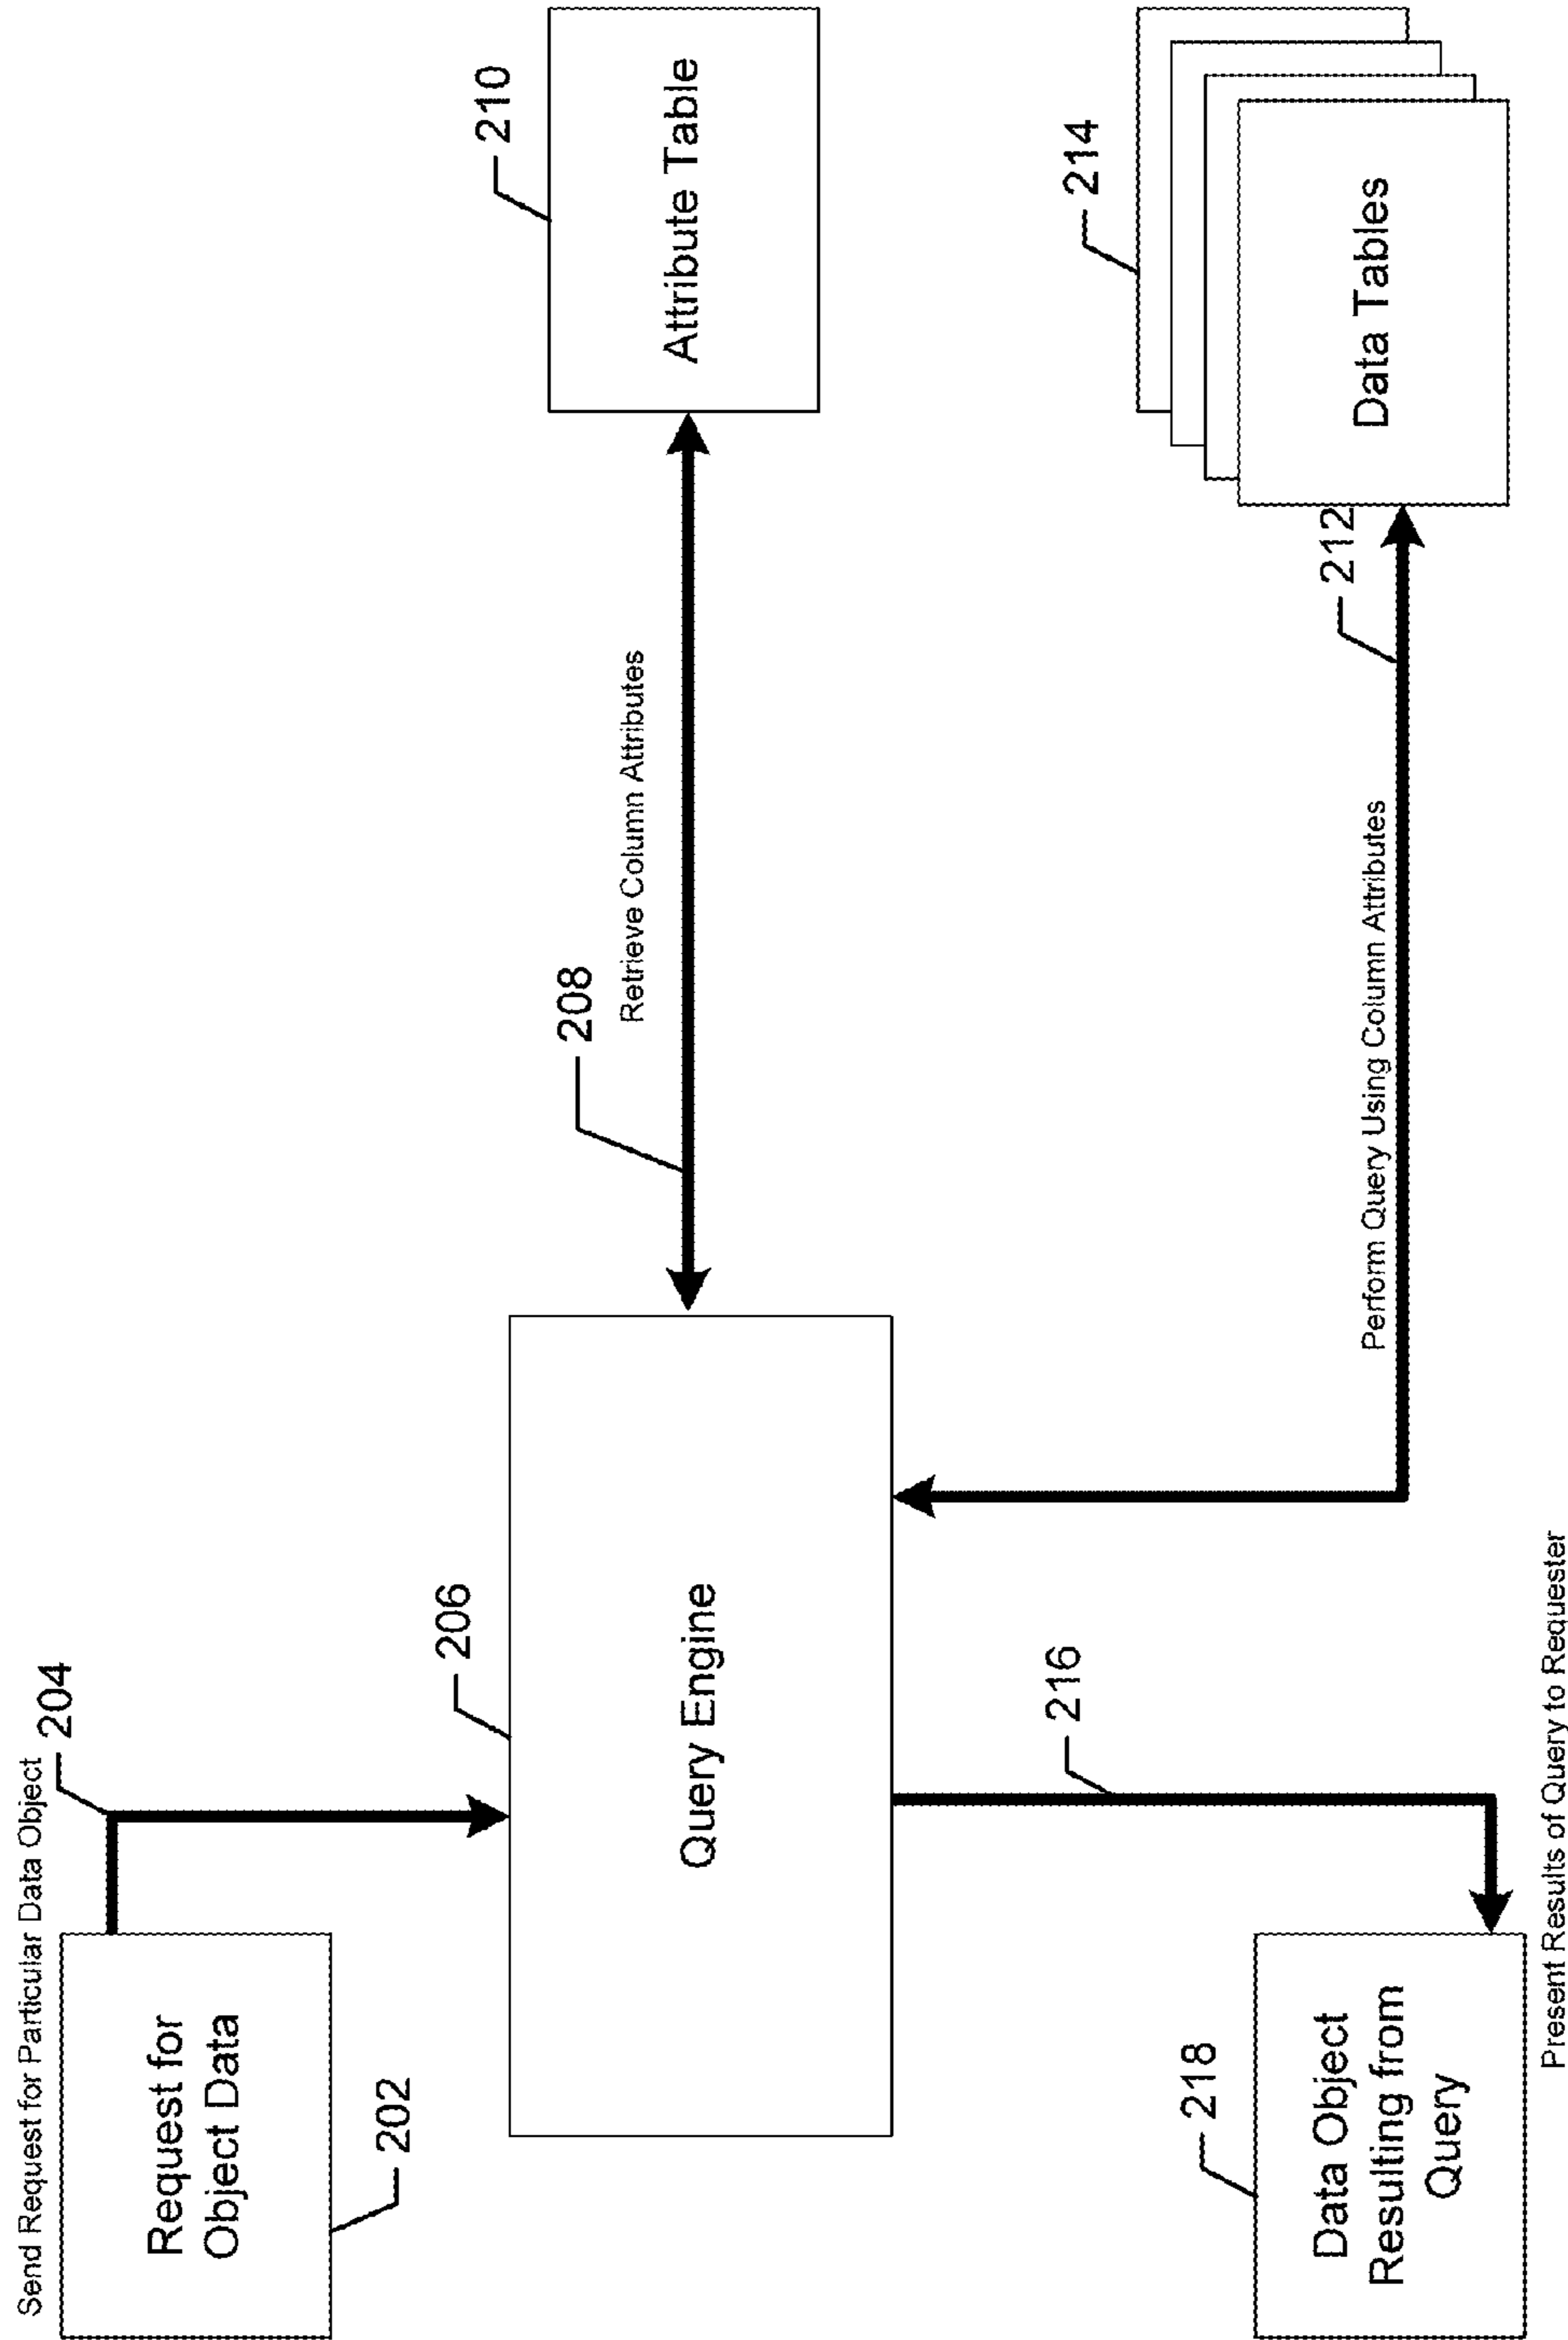 Send Request for Particular Data Object
204
Request for
Object Data
202
206
Query Engine
208
Retrieve Column Attributes
210
Attribute Table
212
Perform Query Using Column Attributes
214
Data Tables
216
218
Data Object
Resulting from
Query
Present Results of Query to Requester